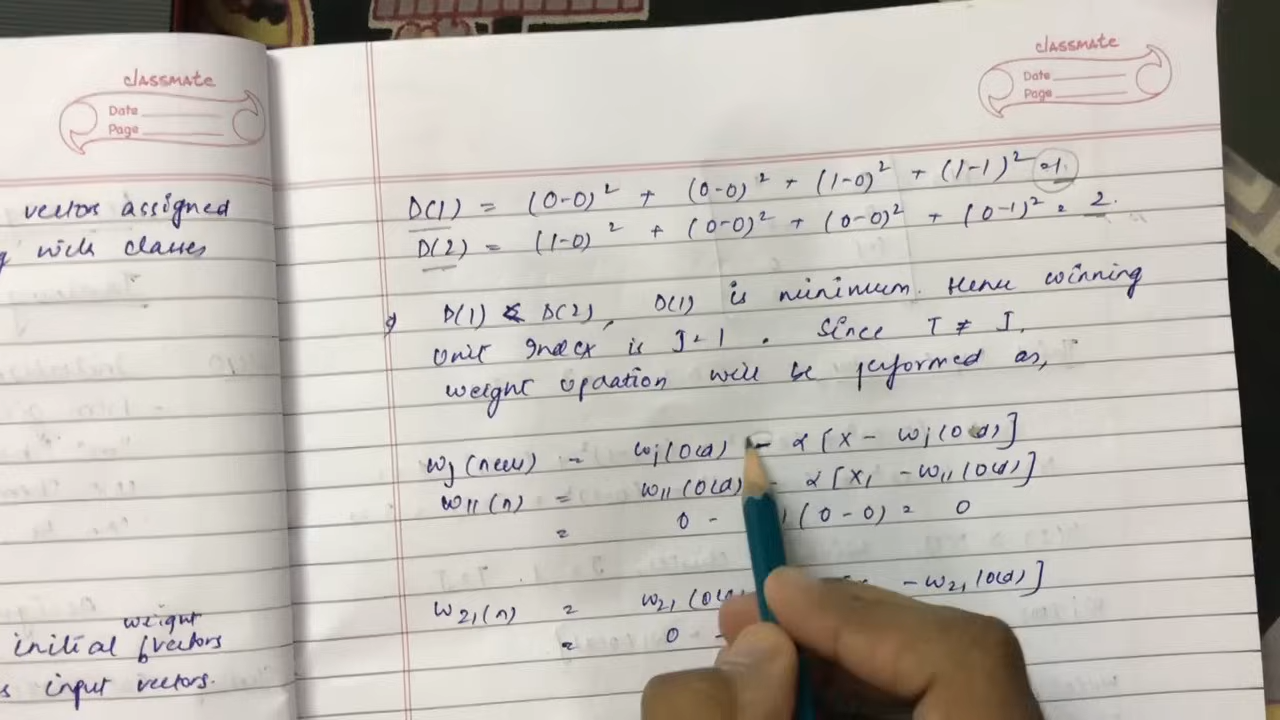 classmate
Date
Page
vectors assigned
with classes
weight
initial vectors
input vectors.
classmate
Date
Page
D(1) = (0-0)² + (0-0)² + (1-0)² + (1-1)² = 1.
D(2) = (1-0)² + (0-0)² + (0-0)² + (0-1)² = 2.
D(1) < D(2), D(1) is minimum. Hence winning
unit index is J = 1. Since T ≠ J,
weight updation will be performed as,
wj(new) = wj(old) - α[x - wj(old)]
w11(n) = w11(old) - α[x1 - w11(old)]
= 0 - (0-0) = 0
w21(n) = w21(old - w21(old)]
= 0 -